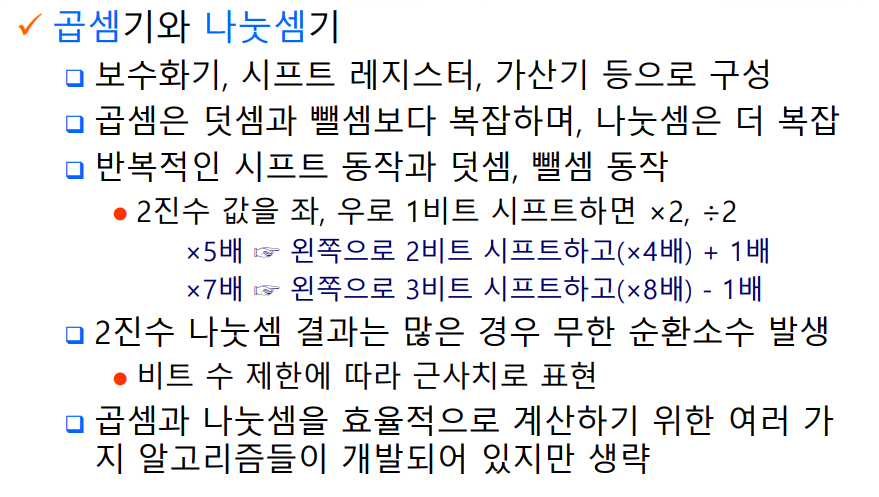 ✓ 곱셈기와 나눗셈기
❑ 보수화기, 시프트 레지스터, 가산기 등으로 구성
❑ 곱셈은 덧셈과 뺄셈보다 복잡하며, 나눗셈은 더 복잡
❑ 반복적인 시프트 동작과 덧셈, 뺄셈 동작
● 2진수 값을 좌, 우로 1비트 시프트하면 ×2, ÷2
×5배 ☞ 왼쪽으로 2비트 시프트하고(×4배) + 1배
×7배 ☞ 왼쪽으로 3비트 시프트하고(×8배) - 1배
❑ 2진수 나눗셈 결과는 많은 경우 무한 순환소수 발생
● 비트 수 제한에 따라 근사치로 표현
❑ 곱셈과 나눗셈을 효율적으로 계산하기 위한 여러 가
지 알고리즘들이 개발되어 있지만 생략